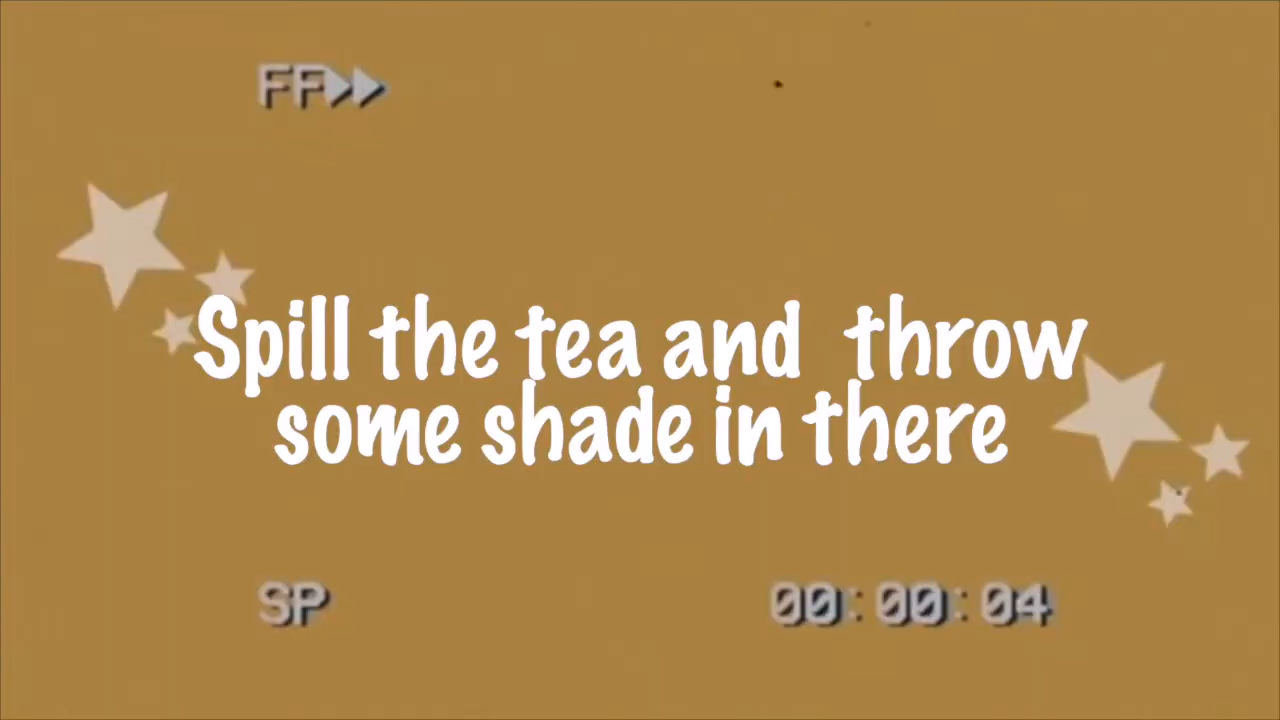 FF▶▶
Spill the tea and throw
some shade in there
SP 00:00:04